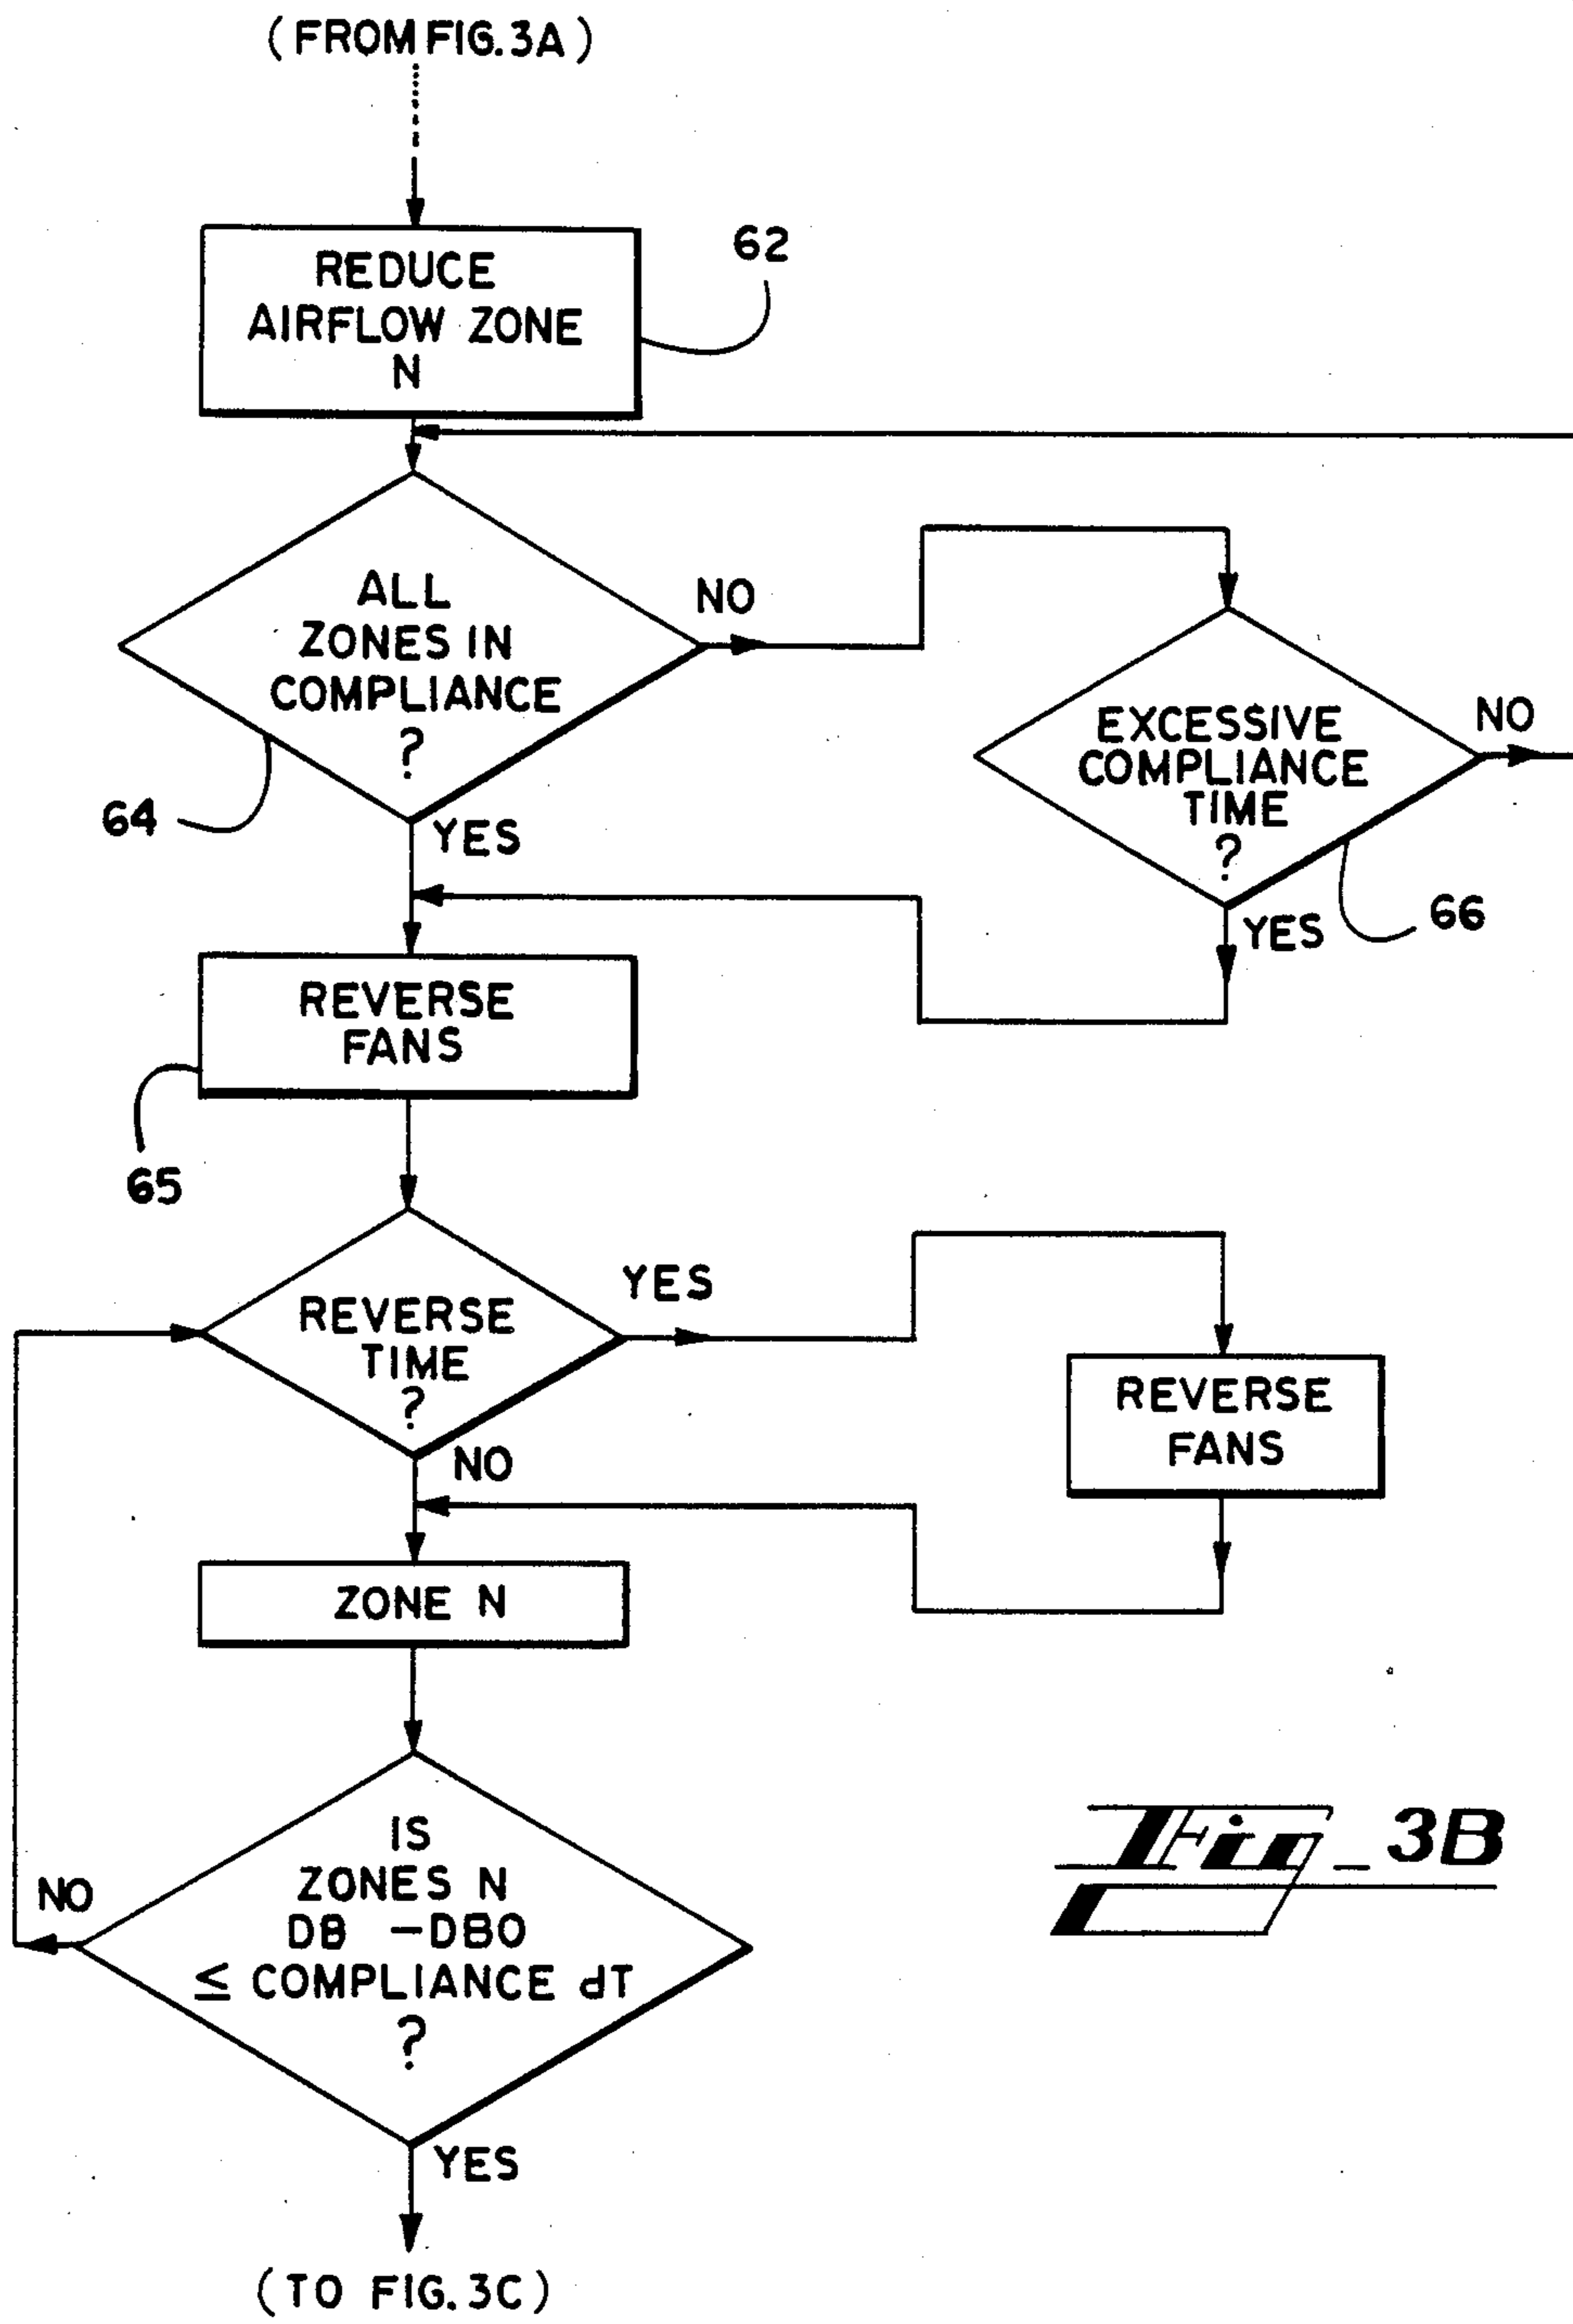 (FROM FIG. 3A)
REDUCE
AIRFLOW ZONE
N
62
ALL
ZONES IN
COMPLIANCE
?
NO
64
YES
EXCESSIVE
COMPLIANCE
TIME
?
NO
66
YES
REVERSE
FANS
65
REVERSE
TIME
?
YES
NO
REVERSE
FANS
ZONE N
IS
ZONES N
DB -DBO
≤ COMPLIANCE dT
?
NO
YES
(TO FIG. 3C)
Fig_3B